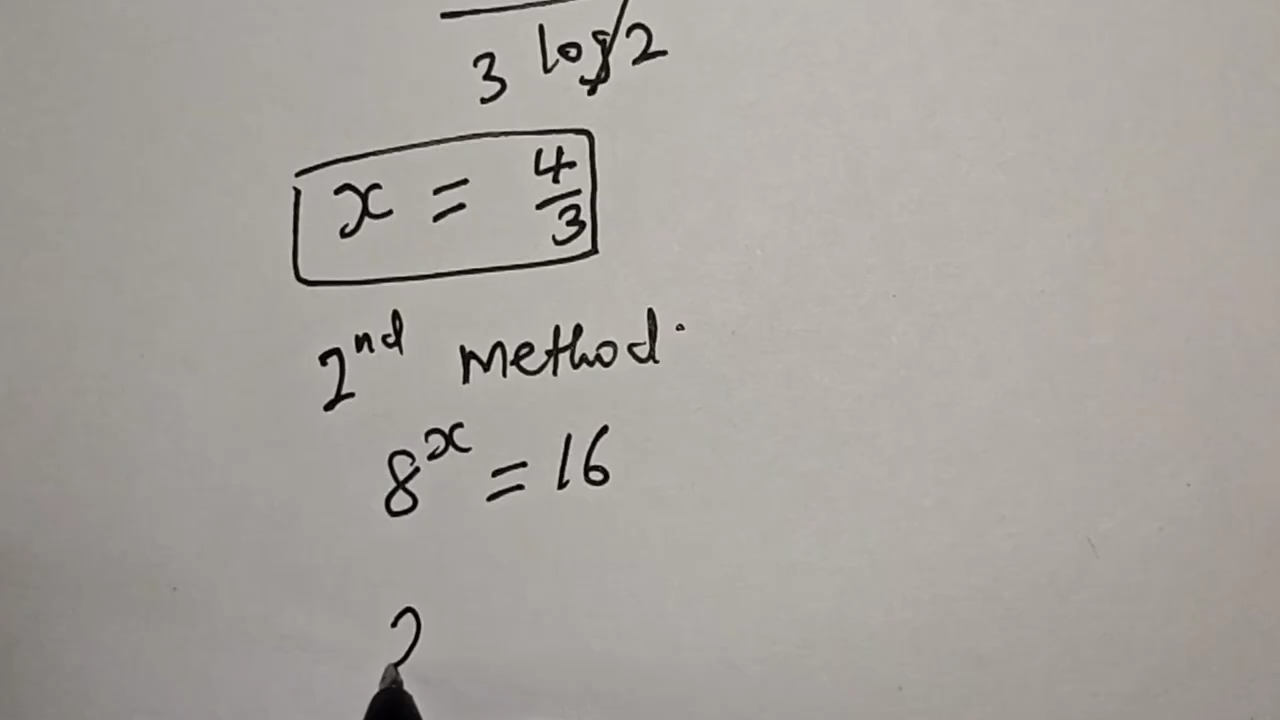 3 log 2
x = 4/3
2nd method.
8^x = 16
2